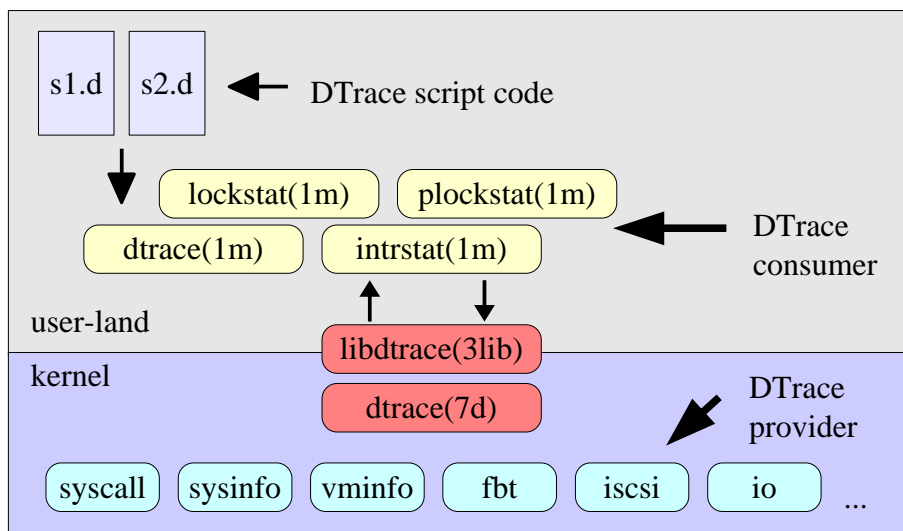 s1.d s2.d
DTrace script code
lockstat(1m) plockstat(1m)
dtrace(1m) intrstat(1m)
DTrace
consumer
user-land
libdtrace(3lib)
kernel
dtrace(7d)
DTrace
provider
syscall sysinfo vminfo fbt iscsi io ...